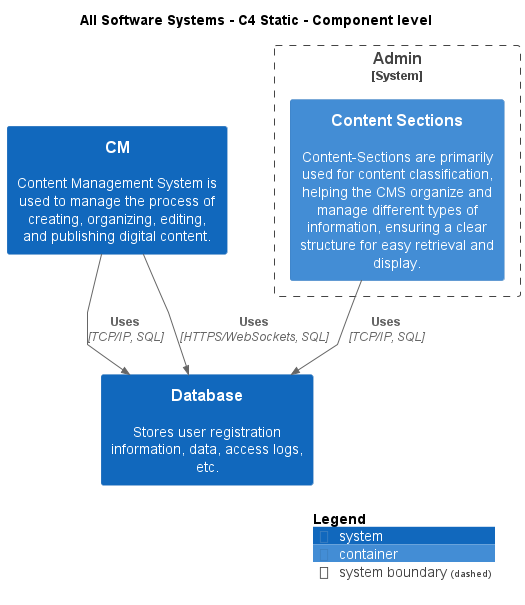 All Software Systems - C4 Static - Component level
Admin
[System]
Content Sections
Content-Sections are primarily
used for content classification,
helping the CMS organize and
manage different types of
information, ensuring a clear
structure for easy retrieval and
display.
CM
Content Management System is
used to manage the process of
creating, organizing, editing,
and publishing digital content.
Uses
[TCP/IP, SQL]
Uses
[HTTPS/WebSockets, SQL]
Uses
[TCP/IP, SQL]
Database
Stores user registration
information, data, access logs,
etc.
Legend
system
container
system boundary (dashed)